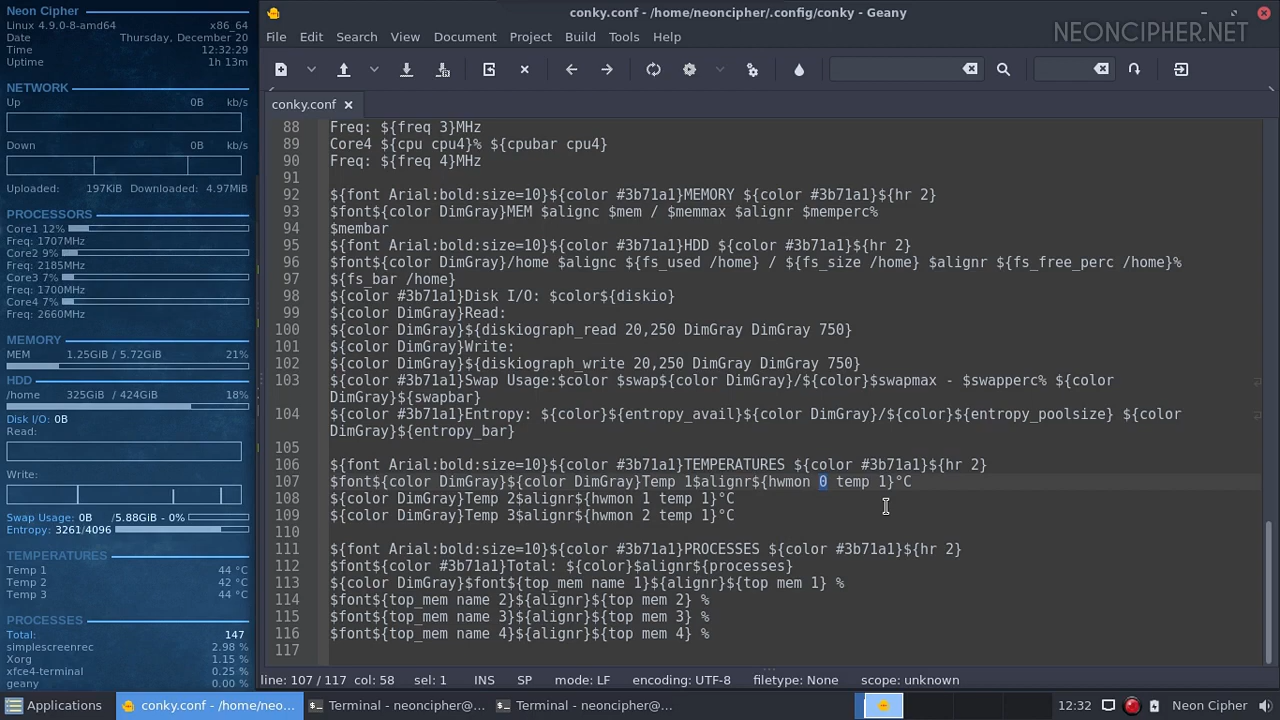 Neon Cipher
Linux 4.9.0-8-amd64 x86_64
Date Thursday, December 20
Time 12:32:29
Uptime 1h 13m
NETWORK
Up 0B kb/s
Down 0B kb/s
Uploaded: 197KiB Downloaded: 4.97MiB
PROCESSORS
Core1 12%
Freq: 1707MHz
Core2 9%
Freq: 2185MHz
Core3 7%
Freq: 1700MHz
Core4 7%
Freq: 2660MHz
MEMORY
MEM 1.25GiB / 5.72GiB 21%
HDD
/home 325GiB / 424GiB 18%
Disk I/O: 0B
Read:
Write:
Swap Usage: 0B /5.88GiB - 0%
Entropy: 3261/4096
TEMPERATURES
Temp 1 44 °C
Temp 2 42 °C
Temp 3 44 °C
PROCESSES
Total: 147
simplescreenrec 2.98 %
Xorg 1.15 %
xfce4-terminal 0.25 %
geany 0.00 %
conky.conf - /home/neoncipher/.config/conky - Geany
NEONCIPHER.NET
File Edit Search View Document Project Build Tools Help
conky.conf
88 Freq: ${freq 3}MHz
89 Core4 ${cpu cpu4}% ${cpubar cpu4}
90 Freq: ${freq 4}MHz
91
92 ${font Arial:bold:size=10}${color #3b71a1}MEMORY ${color #3b71a1}${hr 2}
93 $font${color DimGray}MEM $alignc $mem / $memmax $alignr $memperc%
94 $membar
95 ${font Arial:bold:size=10}${color #3b71a1}HDD ${color #3b71a1}${hr 2}
96 $font${color DimGray}/home $alignc ${fs_used /home} / ${fs_size /home} $alignr ${fs_free_perc /home}%
97 ${fs_bar /home}
98 ${color #3b71a1}Disk I/O: $color${diskio}
99 ${color DimGray}Read:
100 ${color DimGray}${diskiograph_read 20,250 DimGray DimGray 750}
101 ${color DimGray}Write:
102 ${color DimGray}${diskiograph_write 20,250 DimGray DimGray 750}
103 ${color #3b71a1}Swap Usage:$color $swap${color DimGray}/${color}$swapmax - $swapperc% ${color
DimGray}${swapbar}
104 ${color #3b71a1}Entropy: ${color}${entropy_avail}${color DimGray}/${color}${entropy_poolsize} ${color
DimGray}${entropy_bar}
105
106 ${font Arial:bold:size=10}${color #3b71a1}TEMPERATURES ${color #3b71a1}${hr 2}
107 $font${color DimGray}${color DimGray}Temp 1$alignr${hwmon 0 temp 1}°C
108 ${color DimGray}Temp 2$alignr${hwmon 1 temp 1}°C
109 ${color DimGray}Temp 3$alignr${hwmon 2 temp 1}°C
110
111 ${font Arial:bold:size=10}${color #3b71a1}PROCESSES ${color #3b71a1}${hr 2}
112 $font${color #3b71a1}Total: ${color}$alignr${processes}
113 ${color DimGray}$font${top_mem name 1}${alignr}${top mem 1} %
114 $font${top_mem name 2}${alignr}${top mem 2} %
115 $font${top_mem name 3}${alignr}${top mem 3} %
116 $font${top_mem name 4}${alignr}${top mem 4} %
117
line: 107 / 117 col: 58 sel: 1 INS SP mode: LF encoding: UTF-8 filetype: None scope: unknown
Applications conky.conf - /home/neo... Terminal - neoncipher@... Terminal - neoncipher@... 12:32 Neon Cipher